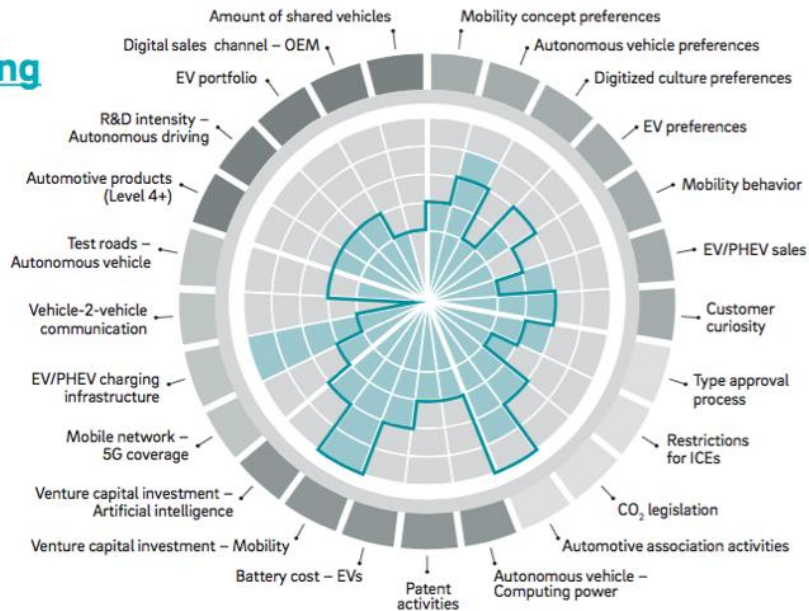 ng
Amount of shared vehicles
Digital sales channel – OEM
EV portfolio
R&D intensity –
Autonomous driving
Automotive products
(Level 4+)
Test roads –
Autonomous vehicle
Vehicle-2-vehicle
communication
EV/PHEV charging
infrastructure
Mobile network –
5G coverage
Venture capital investment –
Artificial intelligence
Venture capital investment – Mobility
Battery cost – EVs
Patent
activities
Mobility concept preferences
Autonomous vehicle preferences
Digitized culture preferences
EV preferences
Mobility behavior
EV/PHEV sales
Customer
curiosity
Type approval
process
Restrictions
for ICEs
CO₂ legislation
Automotive association activities
Autonomous vehicle –
Computing power